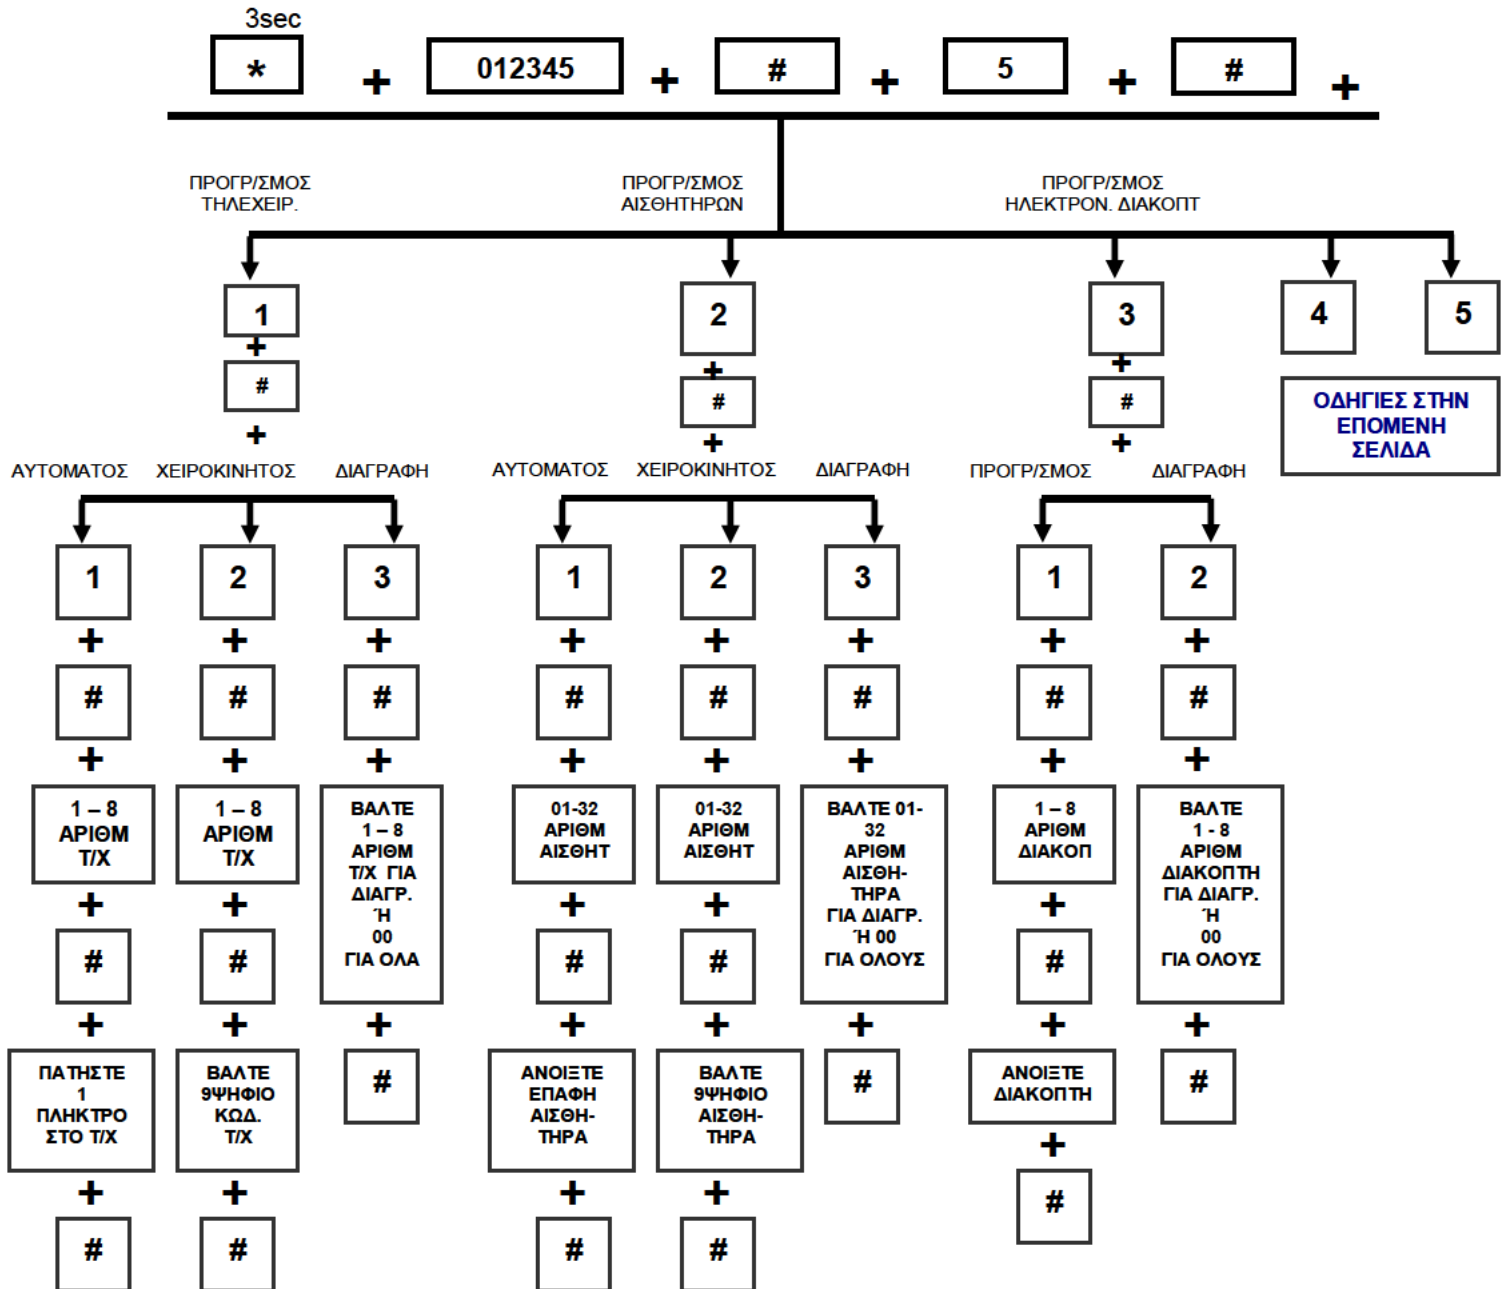 3sec
* + 012345 + # + 5 + # +
ΠΡΟΓΡ/ΣΜΟΣ
ΤΗΛΕΧΕΙΡ.
ΠΡΟΓΡ/ΣΜΟΣ
ΑΙΣΘΗΤΗΡΩΝ
ΠΡΟΓΡ/ΣΜΟΣ
ΗΛΕΚΤΡΟΝ. ΔΙΑΚΟΠΤ
1
+
#
+
2
+
#
+
3
+
#
+
4
5
ΟΔΗΓΙΕΣ ΣΤΗΝ
ΕΠΟΜΕΝΗ
ΣΕΛΙΔΑ
ΑΥΤΟΜΑΤΟΣ
1
+
#
+
1 – 8
ΑΡΙΘΜ
Τ/Χ
+
#
+
ΠΑΤΗΣΤΕ
1
ΠΛΗΚΤΡΟ
ΣΤΟ Τ/Χ
+
#
ΧΕΙΡΟΚΙΝΗΤΟΣ
2
+
#
+
1 – 8
ΑΡΙΘΜ
Τ/Χ
+
#
+
ΒΑΛΤΕ
9ΨΗΦΙΟ
ΚΩΔ.
Τ/Χ
+
#
ΔΙΑΓΡΑΦΗ
3
+
#
+
ΒΑΛΤΕ
1 – 8
ΑΡΙΘΜ
Τ/Χ ΓΙΑ
ΔΙΑΓΡ.
Ή
00
ΓΙΑ ΟΛΑ
+
#
ΑΥΤΟΜΑΤΟΣ
1
+
#
+
01-32
ΑΡΙΘΜ
ΑΙΣΘΗΤ
+
#
+
ΑΝΟΙΞΤΕ
ΕΠΑΦΗ
ΑΙΣΘΗ-
ΤΗΡΑ
+
#
ΧΕΙΡΟΚΙΝΗΤΟΣ
2
+
#
+
01-32
ΑΡΙΘΜ
ΑΙΣΘΗΤ
+
#
+
ΒΑΛΤΕ
9ΨΗΦΙΟ
ΑΙΣΘΗ-
ΤΗΡΑ
+
#
ΔΙΑΓΡΑΦΗ
3
+
#
+
ΒΑΛΤΕ 01-
32
ΑΡΙΘΜ
ΑΙΣΘΗ-
ΤΗΡΑ
ΓΙΑ ΔΙΑΓΡ.
Ή 00
ΓΙΑ ΟΛΟΥΣ
+
#
ΠΡΟΓΡ/ΣΜΟΣ
1
+
#
+
1 – 8
ΑΡΙΘΜ
ΔΙΑΚΟΠ
+
#
+
ΑΝΟΙΞΤΕ
ΔΙΑΚΟΠΤΗ
+
#
ΔΙΑΓΡΑΦΗ
2
+
#
+
ΒΑΛΤΕ
1 - 8
ΑΡΙΘΜ
ΔΙΑΚΟΠΤΗ
ΓΙΑ ΔΙΑΓΡ.
Ή
00
ΓΙΑ ΟΛΟΥΣ
+
#